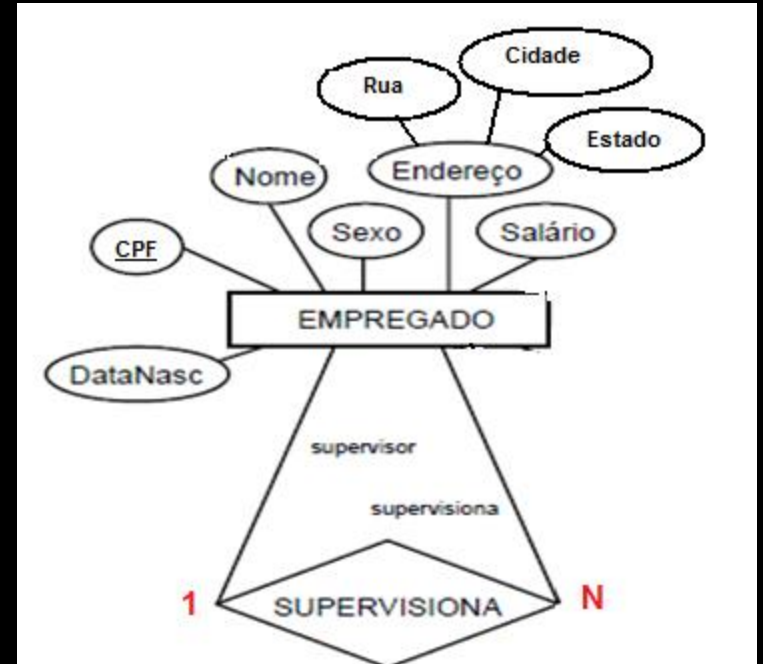 Cidade
Rua
Estado
Nome
Endereço
Sexo
Salário
CPF
EMPREGADO
DataNasc
supervisor
supervisiona
1
SUPERVISIONA
N